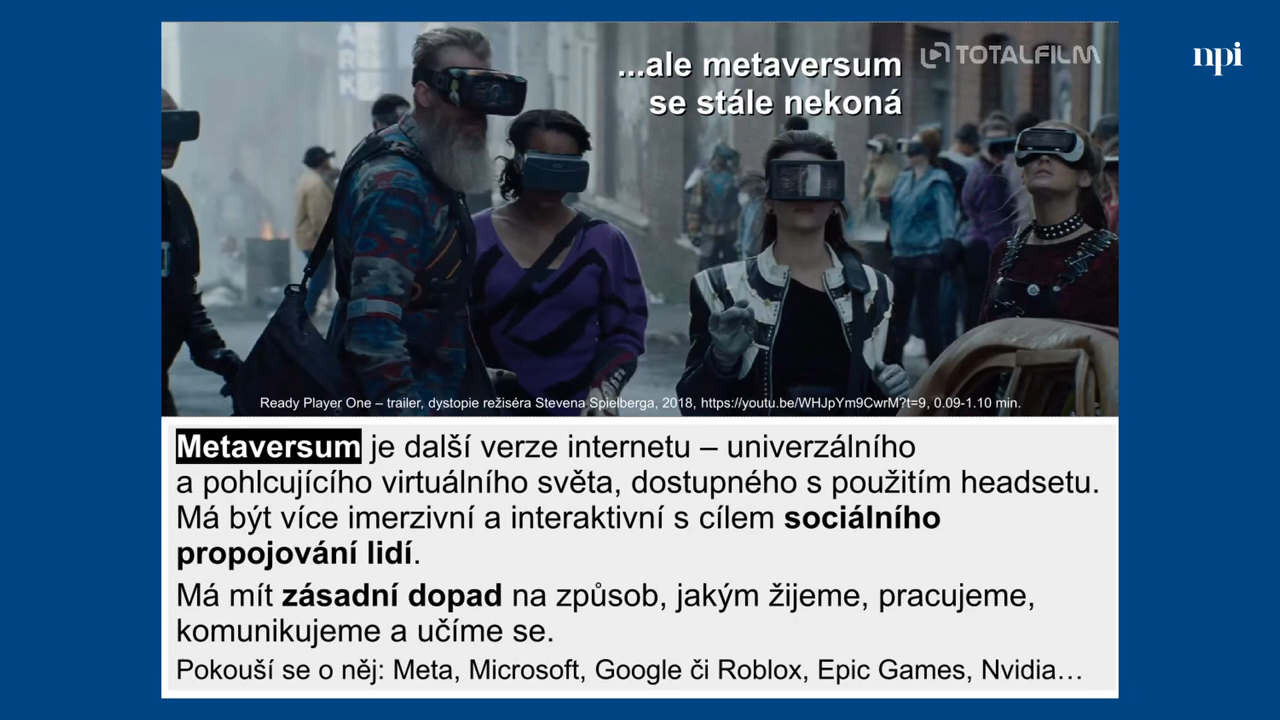 ...ale metaversum
se stále nekoná
TOTALFILM
npi
ARK
Ready Player One – trailer, dystopie režiséra Stevena Spielberga, 2018, https://youtu.be/WHJpYm9CwrM?t=9, 0.09-1.10 min.
Metaversum je další verze internetu – univerzálního
a pohlcujícího virtuálního světa, dostupného s použitím headsetu.
Má být více imerzivní a interaktivní s cílem sociálního
propojování lidí.
Má mít zásadní dopad na způsob, jakým žijeme, pracujeme,
komunikujeme a učíme se.
Pokouší se o něj: Meta, Microsoft, Google či Roblox, Epic Games, Nvidia…